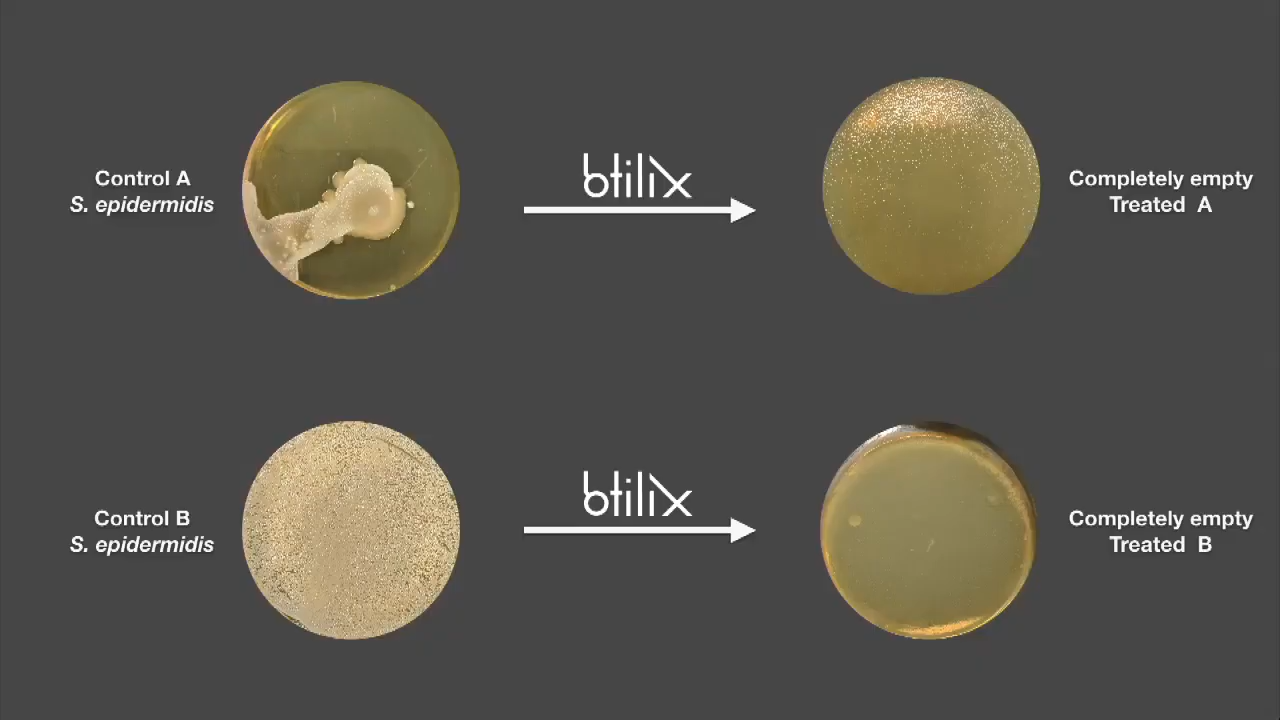 Control A
S. epidermidis
btilix
Completely empty
Treated A
Control B
S. epidermidis
btilix
Completely empty
Treated B